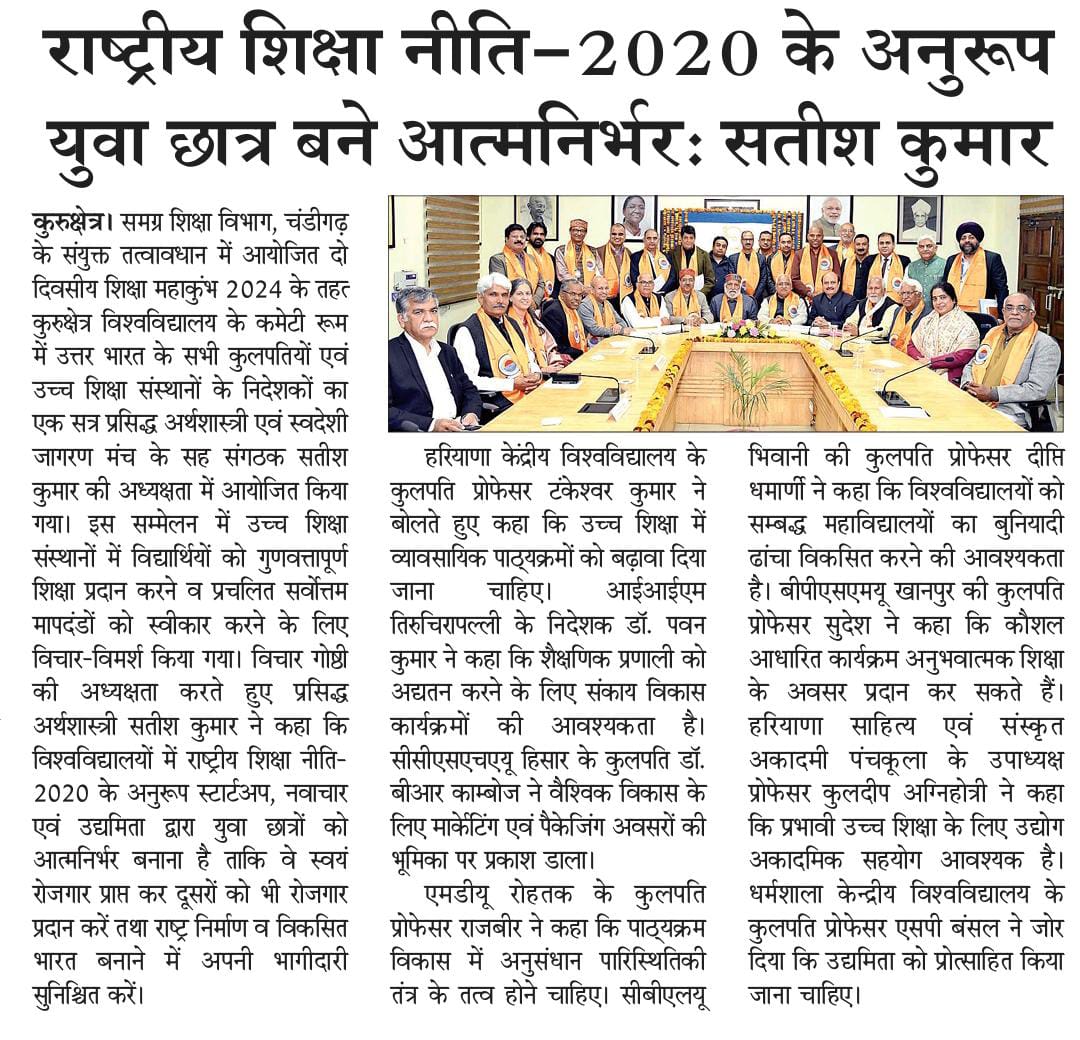 राष्ट्रीय शिक्षा नीति-2020 के अनुरूप
युवा छात्र बने आत्मनिर्भर: सतीश कुमार
कुरुक्षेत्र। समग्र शिक्षा विभाग, चंडीगढ़
के संयुक्त तत्वावधान में आयोजित दो
दिवसीय शिक्षा महाकुंभ 2024 के तहत
कुरुक्षेत्र विश्वविद्यालय के कमेटी रूम
में उत्तर भारत के सभी कुलपतियों एवं
उच्च शिक्षा संस्थानों के निदेशकों का
एक सत्र प्रसिद्ध अर्थशास्त्री एवं स्वदेशी
जागरण मंच के सह संगठक सतीश
कुमार की अध्यक्षता में आयोजित किया
गया। इस सम्मेलन में उच्च शिक्षा
संस्थानों में विद्यार्थियों को गुणवत्तापूर्ण
शिक्षा प्रदान करने व प्रचलित सर्वोत्तम
मापदंडों को स्वीकार करने के लिए
विचार-विमर्श किया गया। विचार गोष्ठी
की अध्यक्षता करते हुए प्रसिद्ध
अर्थशास्त्री सतीश कुमार ने कहा कि
विश्वविद्यालयों में राष्ट्रीय शिक्षा नीति-
2020 के अनुरूप स्टार्टअप, नवाचार
एवं उद्यमिता द्वारा युवा छात्रों को
आत्मनिर्भर बनाना है ताकि वे स्वयं
रोजगार प्राप्त कर दूसरों को भी रोजगार
प्रदान करें तथा राष्ट्र निर्माण व विकसित
भारत बनाने में अपनी भागीदारी
सुनिश्चित करें।
हरियाणा केंद्रीय विश्वविद्यालय के
कुलपति प्रोफेसर टंकेश्वर कुमार ने
बोलते हुए कहा कि उच्च शिक्षा में
व्यावसायिक पाठ्यक्रमों को बढ़ावा दिया
जाना चाहिए। आईआईएम
तिरुचिरापल्ली के निदेशक डॉ. पवन
कुमार ने कहा कि शैक्षणिक प्रणाली को
अद्यतन करने के लिए संकाय विकास
कार्यक्रमों की आवश्यकता है।
सीसीएसएचएयू हिसार के कुलपति डॉ.
बीआर काम्बोज ने वैश्विक विकास के
लिए मार्केटिंग एवं पैकेजिंग अवसरों की
भूमिका पर प्रकाश डाला।
एमडीयू रोहतक के कुलपति
प्रोफेसर राजबीर ने कहा कि पाठ्यक्रम
विकास में अनुसंधान पारिस्थितिकी
तंत्र के तत्व होने चाहिए। सीबीएलयू
भिवानी की कुलपति प्रोफेसर दीप्ति
धमार्णी ने कहा कि विश्वविद्यालयों को
सम्बद्ध महाविद्यालयों का बुनियादी
ढांचा विकसित करने की आवश्यकता
है। बीपीएसएमयू खानपुर की कुलपति
प्रोफेसर सुदेश ने कहा कि कौशल
आधारित कार्यक्रम अनुभवात्मक शिक्षा
के अवसर प्रदान कर सकते हैं।
हरियाणा साहित्य एवं संस्कृत
अकादमी पंचकूला के उपाध्यक्ष
प्रोफेसर कुलदीप अग्निहोत्री ने कहा
कि प्रभावी उच्च शिक्षा के लिए उद्योग
अकादमिक सहयोग आवश्यक है।
धर्मशाला केन्द्रीय विश्वविद्यालय के
कुलपति प्रोफेसर एसपी बंसल ने जोर
दिया कि उद्यमिता को प्रोत्साहित किया
जाना चाहिए।